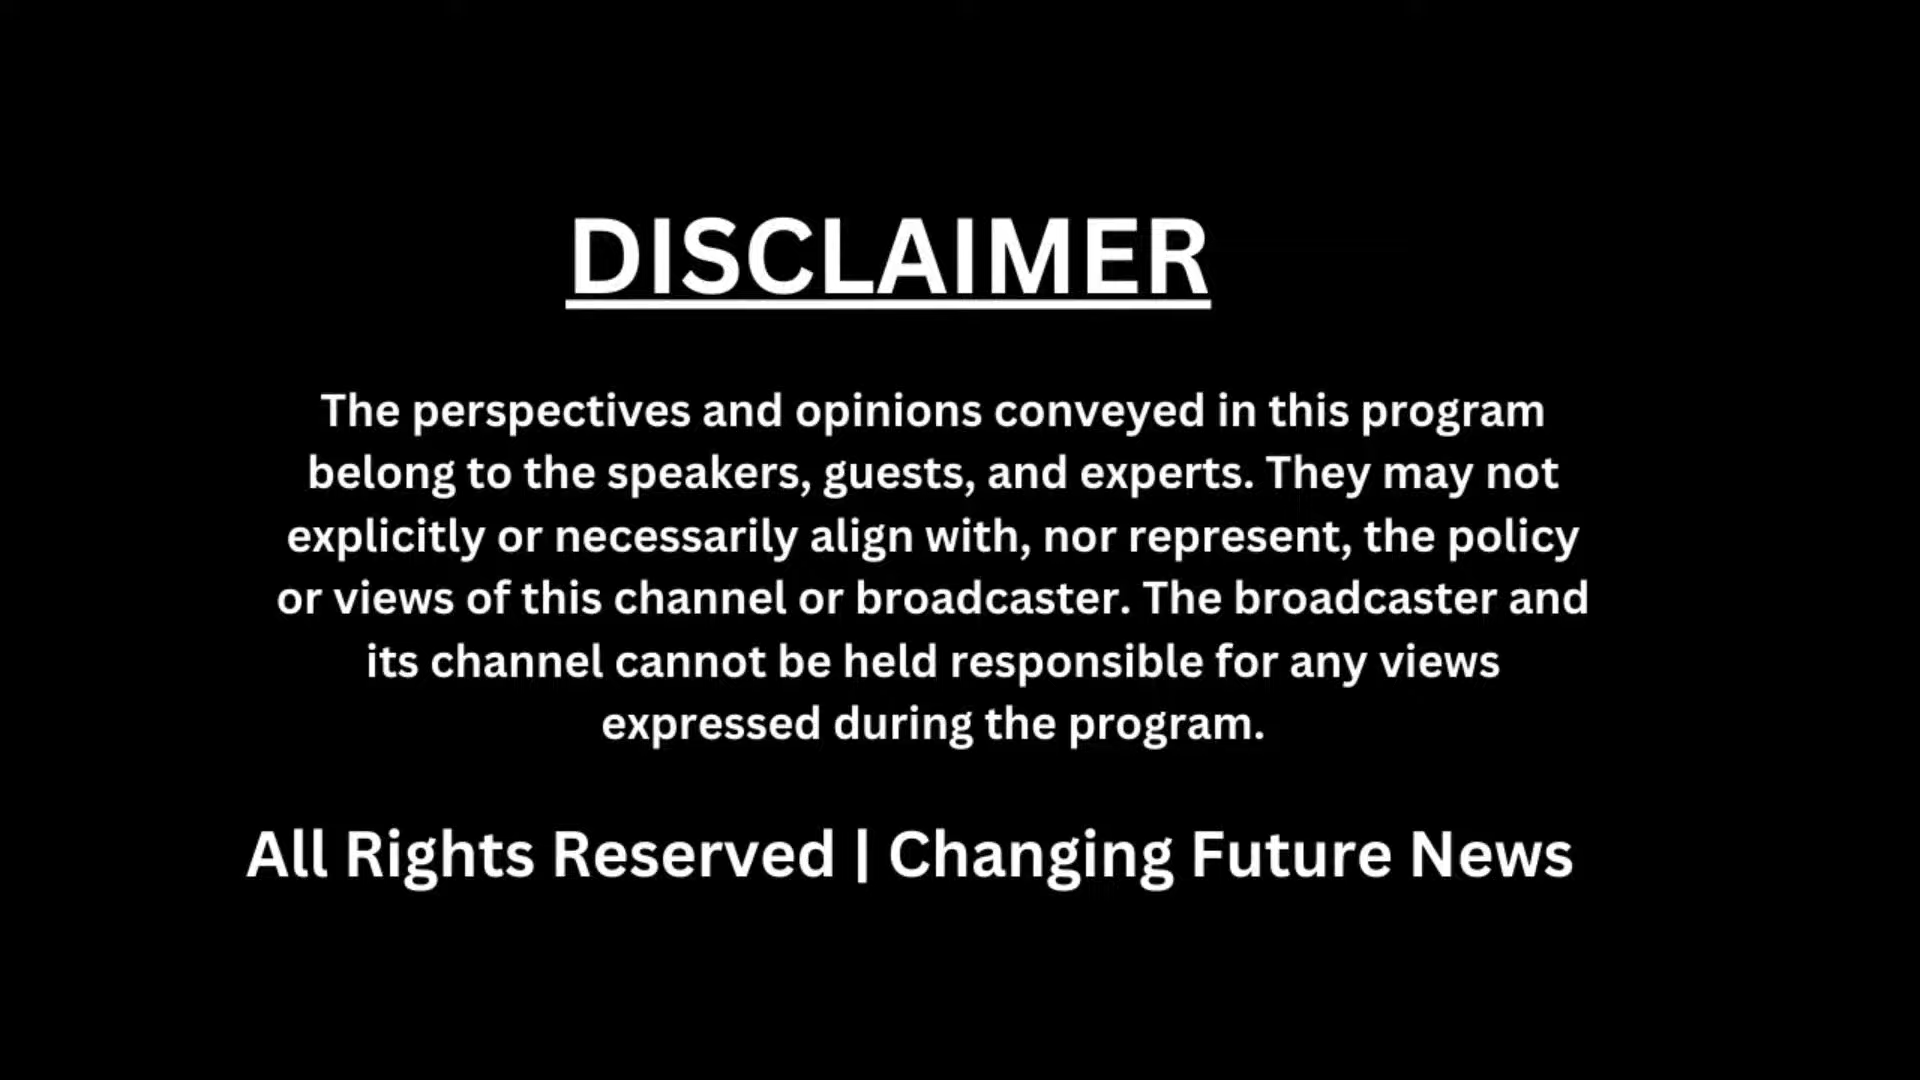 DISCLAIMER
The perspectives and opinions conveyed in this program
belong to the speakers, guests, and experts. They may not
explicitly or necessarily align with, nor represent, the policy
or views of this channel or broadcaster. The broadcaster and
its channel cannot be held responsible for any views
expressed during the program.
All Rights Reserved | Changing Future News